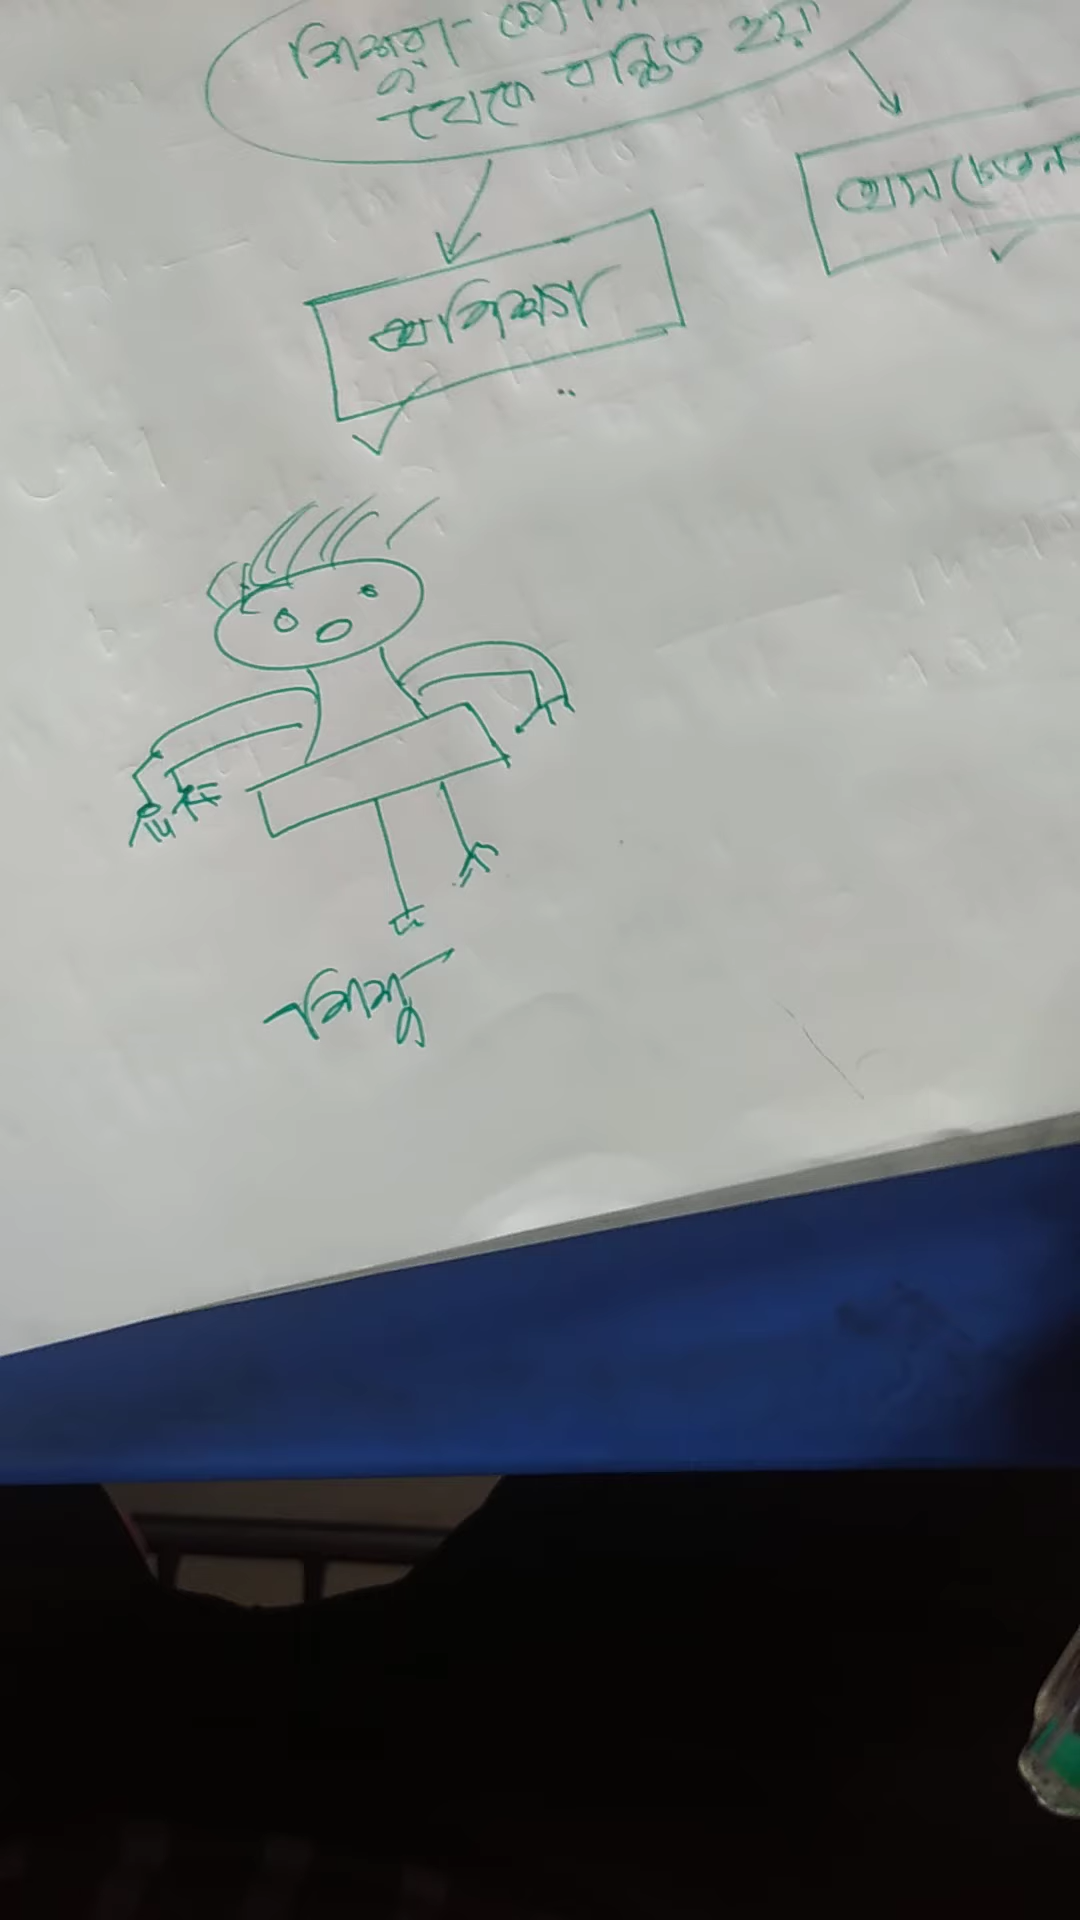 শিশুরা
থেকে বঞ্চিত হয়
অশিক্ষা
অসচেতন
শিশু